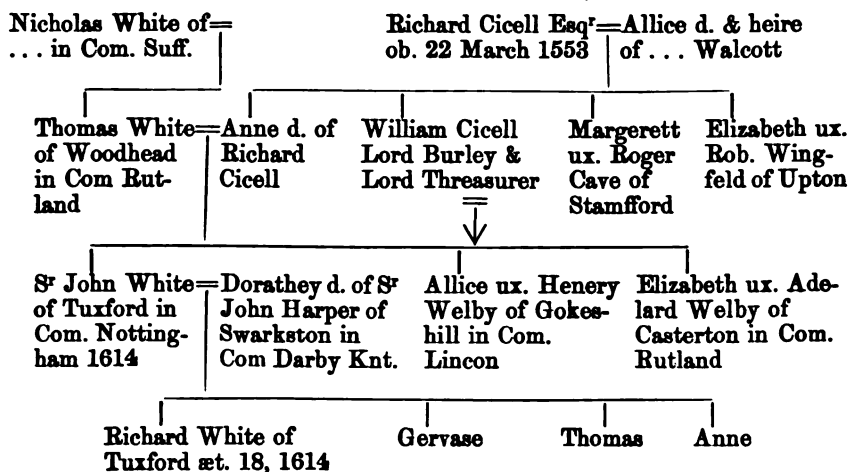 Nicholas White of=
... in Com. Suff.
Richard Cicell Esqʳ=Allice d. & heire
ob. 22 March 1553 of ... Walcott
Thomas White=Anne d. of
of Woodhead Richard
in Com Rut- Cicell
land
William Cicell
Lord Burley &
Lord Threasurer
Margerett
ux. Roger
Cave of
Stamfford
Elizabeth ux.
Rob. Wing-
feld of Upton
Sʳ John White=Dorathey d. of Sʳ
of Tuxford in John Harper of
Com. Notting- Swarkston in
ham 1614 Com Darby Knt.
Allice ux. Henery
Welby of Gokes-
hill in Com.
Lincon
Elizabeth ux. Ade-
lard Welby of
Casterton in Com.
Rutland
Richard White of
Tuxford æt. 18, 1614
Gervase
Thomas
Anne